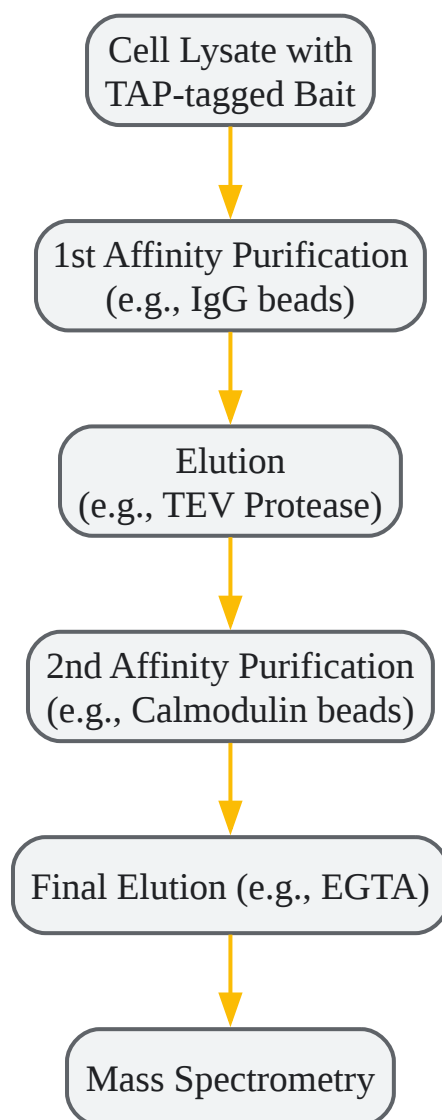 Cell Lysate with
TAP-tagged Bait
1st Affinity Purification
(e.g., IgG beads)
Elution
(e.g., TEV Protease)
2nd Affinity Purification
(e.g., Calmodulin beads)
Final Elution (e.g., EGTA)
Mass Spectrometry